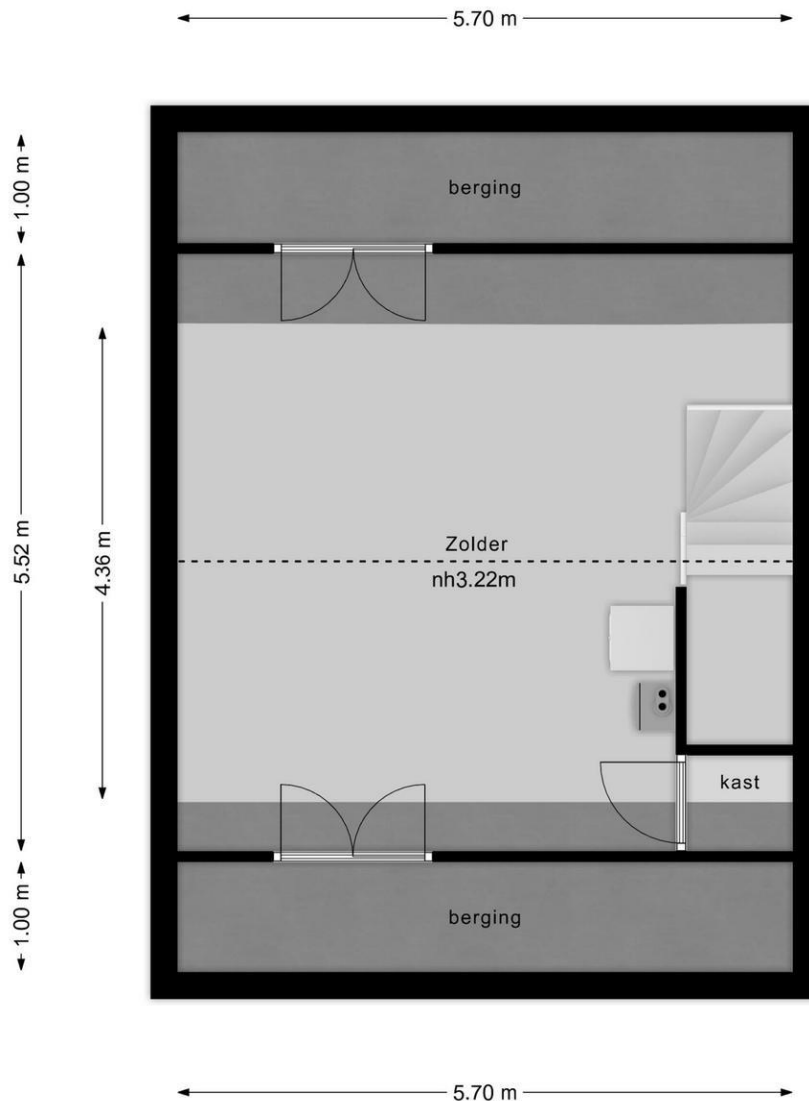 5.70 m
1.00 m
berging
5.52 m
4.36 m
Zolder
nh3.22m
kast
1.00 m
berging
5.70 m